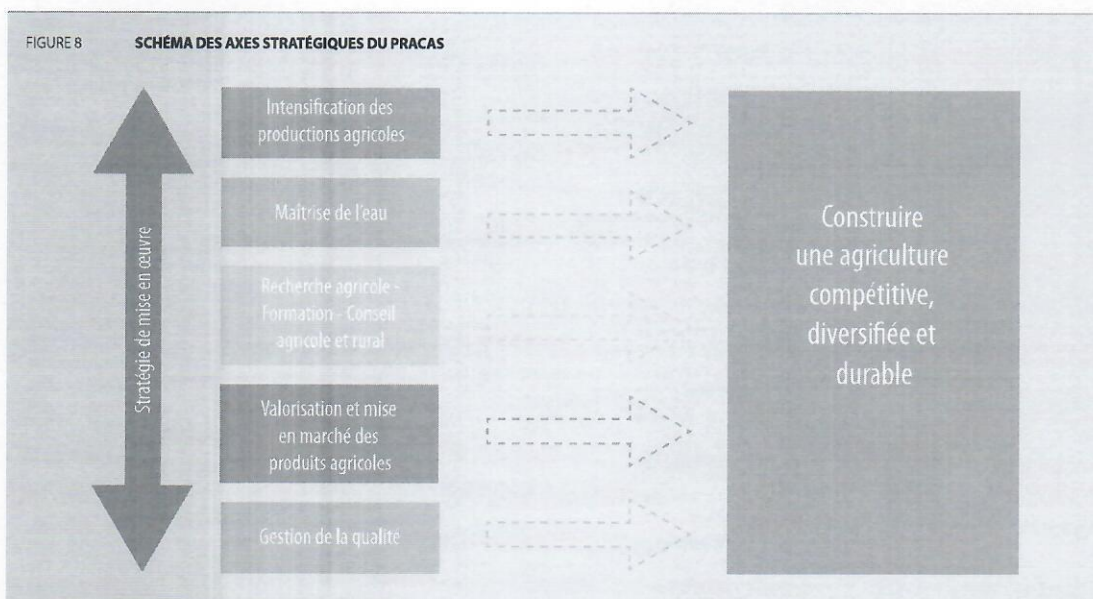 FIGURE 8 SCHÉMA DES AXES STRATÉGIQUES DU PRACAS
Stratégie de mise en œuvre
Intensification des
productions agricoles
Maîtrise de l'eau
Recherche agricole -
Formation - Conseil
agricole et rural
Valorisation et mise
en marché des
produits agricoles
Gestion de la qualité
Construire
une agriculture
compétitive,
diversifiée et
durable